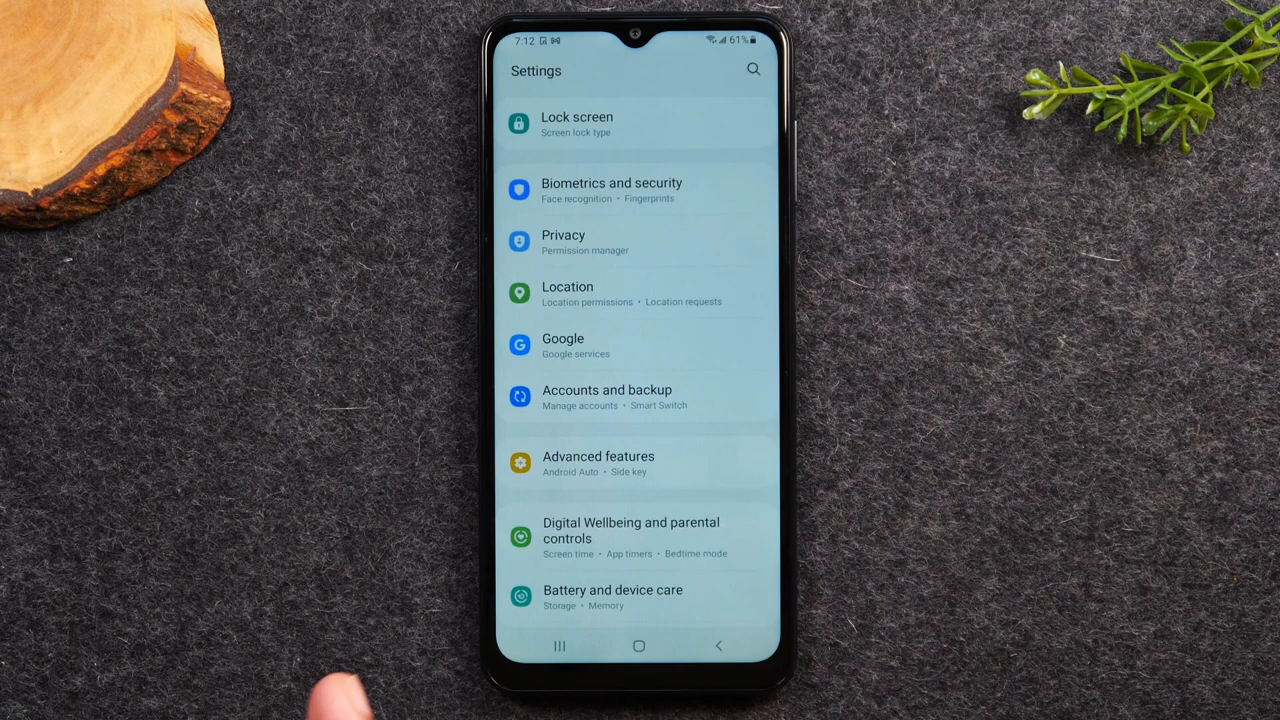 7:12 61%
Settings
Lock screen
Screen lock type
Biometrics and security
Face recognition • Fingerprints
Privacy
Permission manager
Location
Location permissions • Location requests
Google
Google services
Accounts and backup
Manage accounts • Smart Switch
Advanced features
Android Auto • Side key
Digital Wellbeing and parental
controls
Screen time • App timers • Bedtime mode
Battery and device care
Storage • Memory